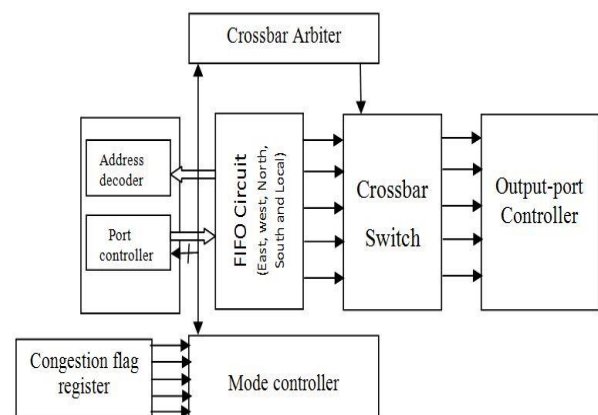 Crossbar Arbiter
Address
decoder
Port
controller
FIFO Circuit
(East, west, North,
South and Local)
Crossbar
Switch
Output-port
Controller
Congestion flag
register
Mode controller